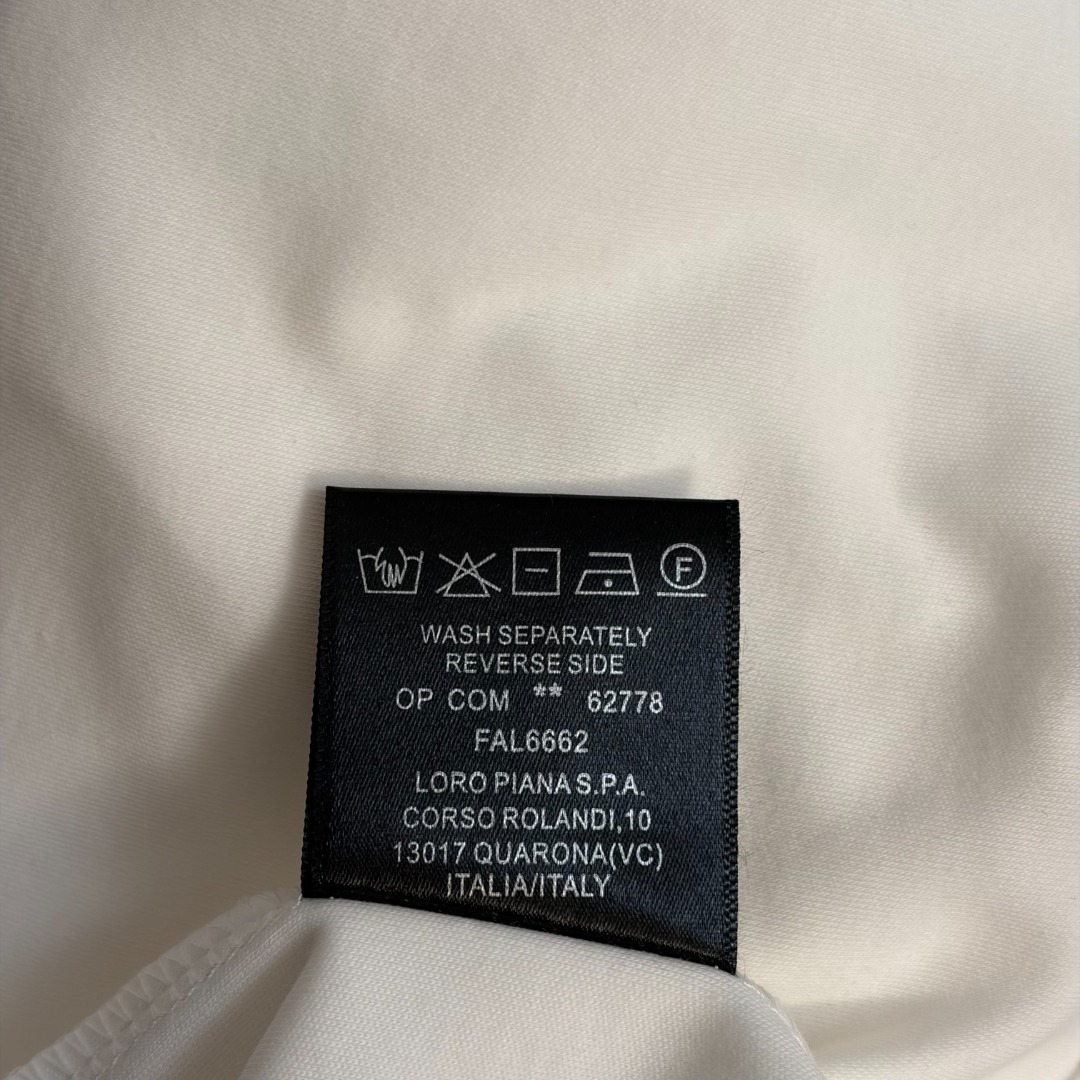 F
WASH SEPARATELY
REVERSE SIDE
OP COM ** 62778
FAL6662
LORO PIANA S.P.A.
CORSO ROLANDI,10
13017 QUARONA(VC)
ITALIA/ITALY